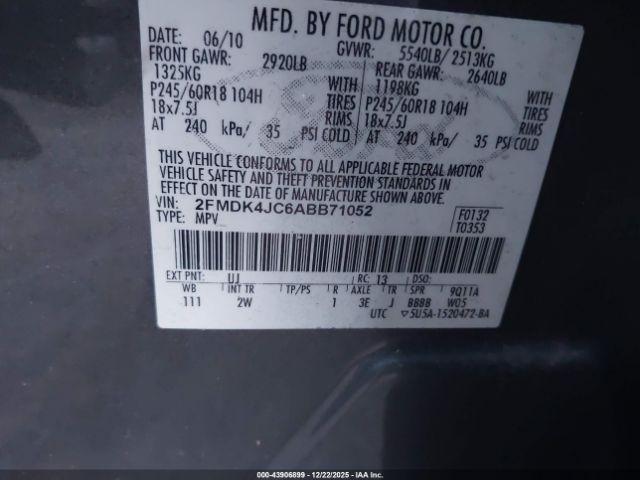 MFD. BY FORD MOTOR CO.
DATE: 06/10 GVWR: 5540LB/ 2513KG
FRONT GAWR: 2920LB REAR GAWR: 2640LB
1325KG WITH 1198KG WITH
P245/60R18 104H TIRES P245/60R18 104H TIRES
18x7.5J RIMS 18x7.5J RIMS
AT 240 kPa/ 35 PSI COLD AT 240 kPa/ 35 PSI COLD
THIS VEHICLE CONFORMS TO ALL APPLICABLE FEDERAL MOTOR
VEHICLE SAFETY AND THEFT PREVENTION STANDARDS IN
EFFECT ON THE DATE OF MANUFACTURE SHOWN ABOVE.
VIN: 2FMDK4JC6ABB71052 F0132
TYPE: MPV T0353
EXT PNT: UJ RC: 13 DSO:
WB INT TR TP/PS R AXLE TR SPR 9Q11A
111 2W 1 3E J BBBB W05
UTC ▽5U5A-1520472-BA
000-43906899 - 12/22/2025 - IAAI.com